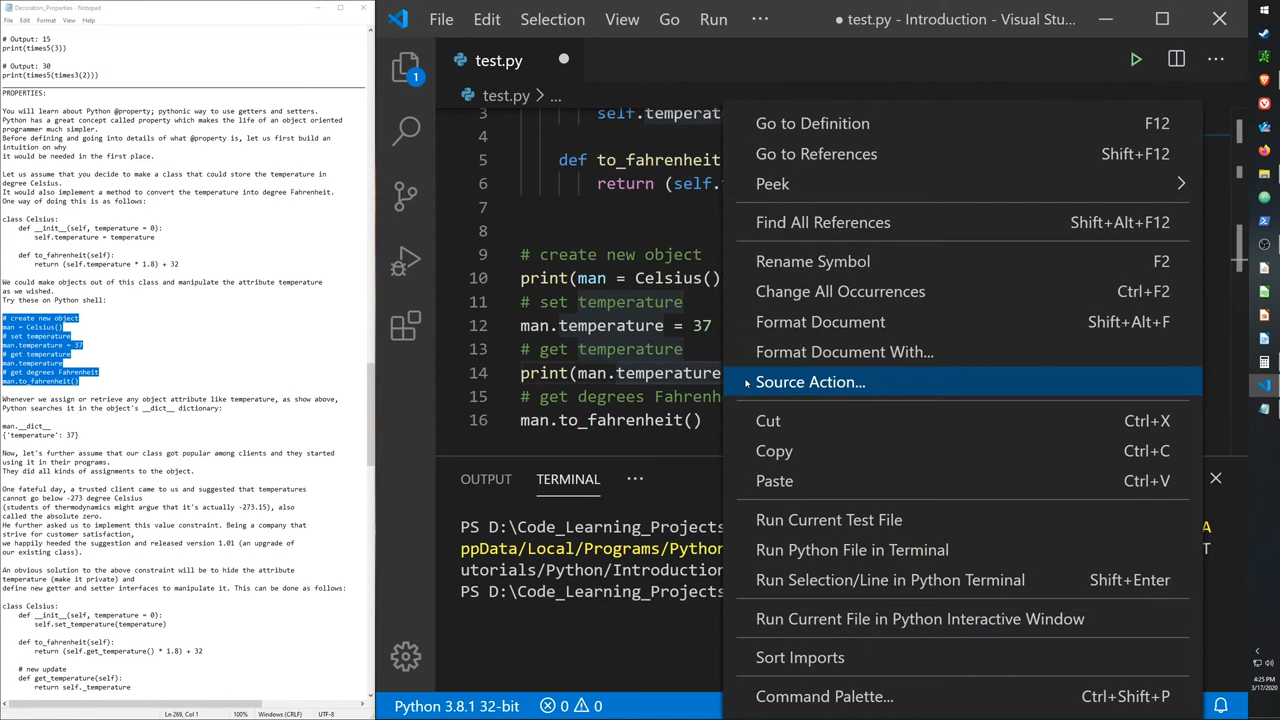 Decorators_Properties - Notepad
File Edit Format View Help
# Output: 15
print(times5(3))
# Output: 30
print(times5(times3(2)))
PROPERTIES:
You will learn about Python @property; pythonic way to use getters and setters.
Python has a great concept called property which makes the life of an object oriented
programmer much simpler.
Before defining and going into details of what @property is, let us first build an
intuition on why
it would be needed in the first place.
Let us assume that you decide to make a class that could store the temperature in
degree Celsius.
It would also implement a method to convert the temperature into degree Fahrenheit.
One way of doing this is as follows:
class Celsius:
def __init__(self, temperature = 0):
self.temperature = temperature
def to_fahrenheit(self):
return (self.temperature * 1.8) + 32
We could make objects out of this class and manipulate the attribute temperature
as we wished.
Try these on Python shell:
# create new object
man = Celsius()
# set temperature
man.temperature = 37
# get temperature
man.temperature
# get degrees Fahrenheit
man.to_fahrenheit()
Whenever we assign or retrieve any object attribute like temperature, as show above,
Python searches it in the object's __dict__ dictionary:
man.__dict__
{'temperature': 37}
Now, let's further assume that our class got popular among clients and they started
using it in their programs.
They did all kinds of assignments to the object.
One fateful day, a trusted client came to us and suggested that temperatures
cannot go below -273 degree Celsius
(students of thermodynamics might argue that it's actually -273.15), also
called the absolute zero.
He further asked us to implement this value constraint. Being a company that
strive for customer satisfaction,
we happily heeded the suggestion and released version 1.01 (an upgrade of
our existing class).
An obvious solution to the above constraint will be to hide the attribute
temperature (make it private) and
define new getter and setter interfaces to manipulate it. This can be done as follows:
class Celsius:
def __init__(self, temperature = 0):
self.set_temperature(temperature)
def to_fahrenheit(self):
return (self.get_temperature() * 1.8) + 32
# new update
def get_temperature(self):
return self._temperature
Ln 269, Col 1 100% Windows (CRLF) UTF-8
File Edit Selection View Go Run ··· ● test.py - Introduction - Visual Stu...
1
test.py ●
test.py > ...
3 self.temperat
4
5 def to_fahrenheit
6 return (self.
7
8
9 # create new object
10 print(man = Celsius()
11 # set temperature
12 man.temperature = 37
13 # get temperature
14 print(man.temperature
15 # get degrees Fahrenh
16 man.to_fahrenheit()
Go to Definition F12
Go to References Shift+F12
Peek
Find All References Shift+Alt+F12
Rename Symbol F2
Change All Occurrences Ctrl+F2
Format Document Shift+Alt+F
Format Document With...
Source Action...
Cut Ctrl+X
Copy Ctrl+C
Paste Ctrl+V
Run Current Test File
Run Python File in Terminal
Run Selection/Line in Python Terminal Shift+Enter
Run Current File in Python Interactive Window
Sort Imports
Command Palette... Ctrl+Shift+P
OUTPUT TERMINAL ···
PS D:\Code_Learning_Projects A
ppData/Local/Programs/Python T
utorials/Python/Introduction
PS D:\Code_Learning_Projects
Python 3.8.1 32-bit 0 0
4:25 PM
3/17/2020